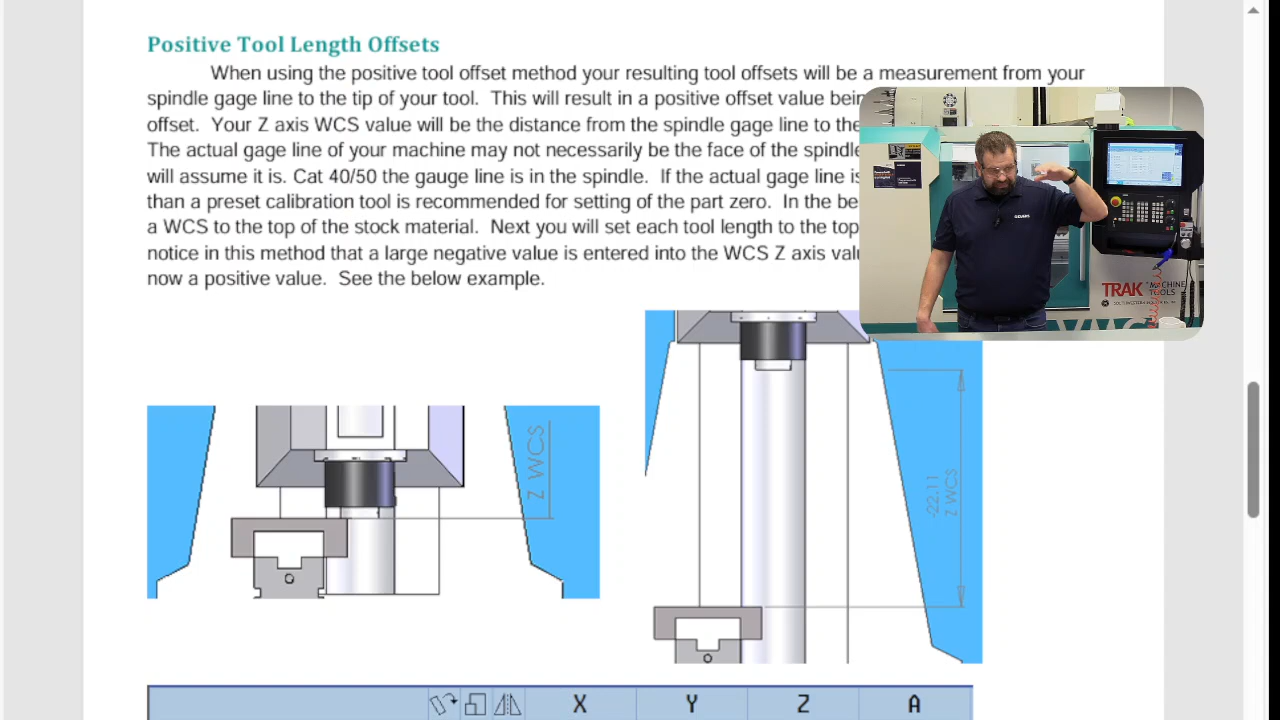 Positive Tool Length Offsets
When using the positive tool offset method your resulting tool offsets will be a measurement from your
spindle gage line to the tip of your tool. This will result in a positive offset value
offset. Your Z axis WCS value will be the distance from the spindle gage line to the
The actual gage line of your machine may not necessarily be the face of the spindle
will assume it is. Cat 40/50 the gauge line is in the spindle. If the actual gage line
than a preset calibration tool is recommended for setting of the part zero. In the
a WCS to the top of the stock material. Next you will set each tool length to the top
notice in this method that a large negative value is entered into the WCS Z axis
now a positive value. See the below example.
TRAK MACHINE TOOLS
Z WCS
-22.11
Z WCS
X Y Z A